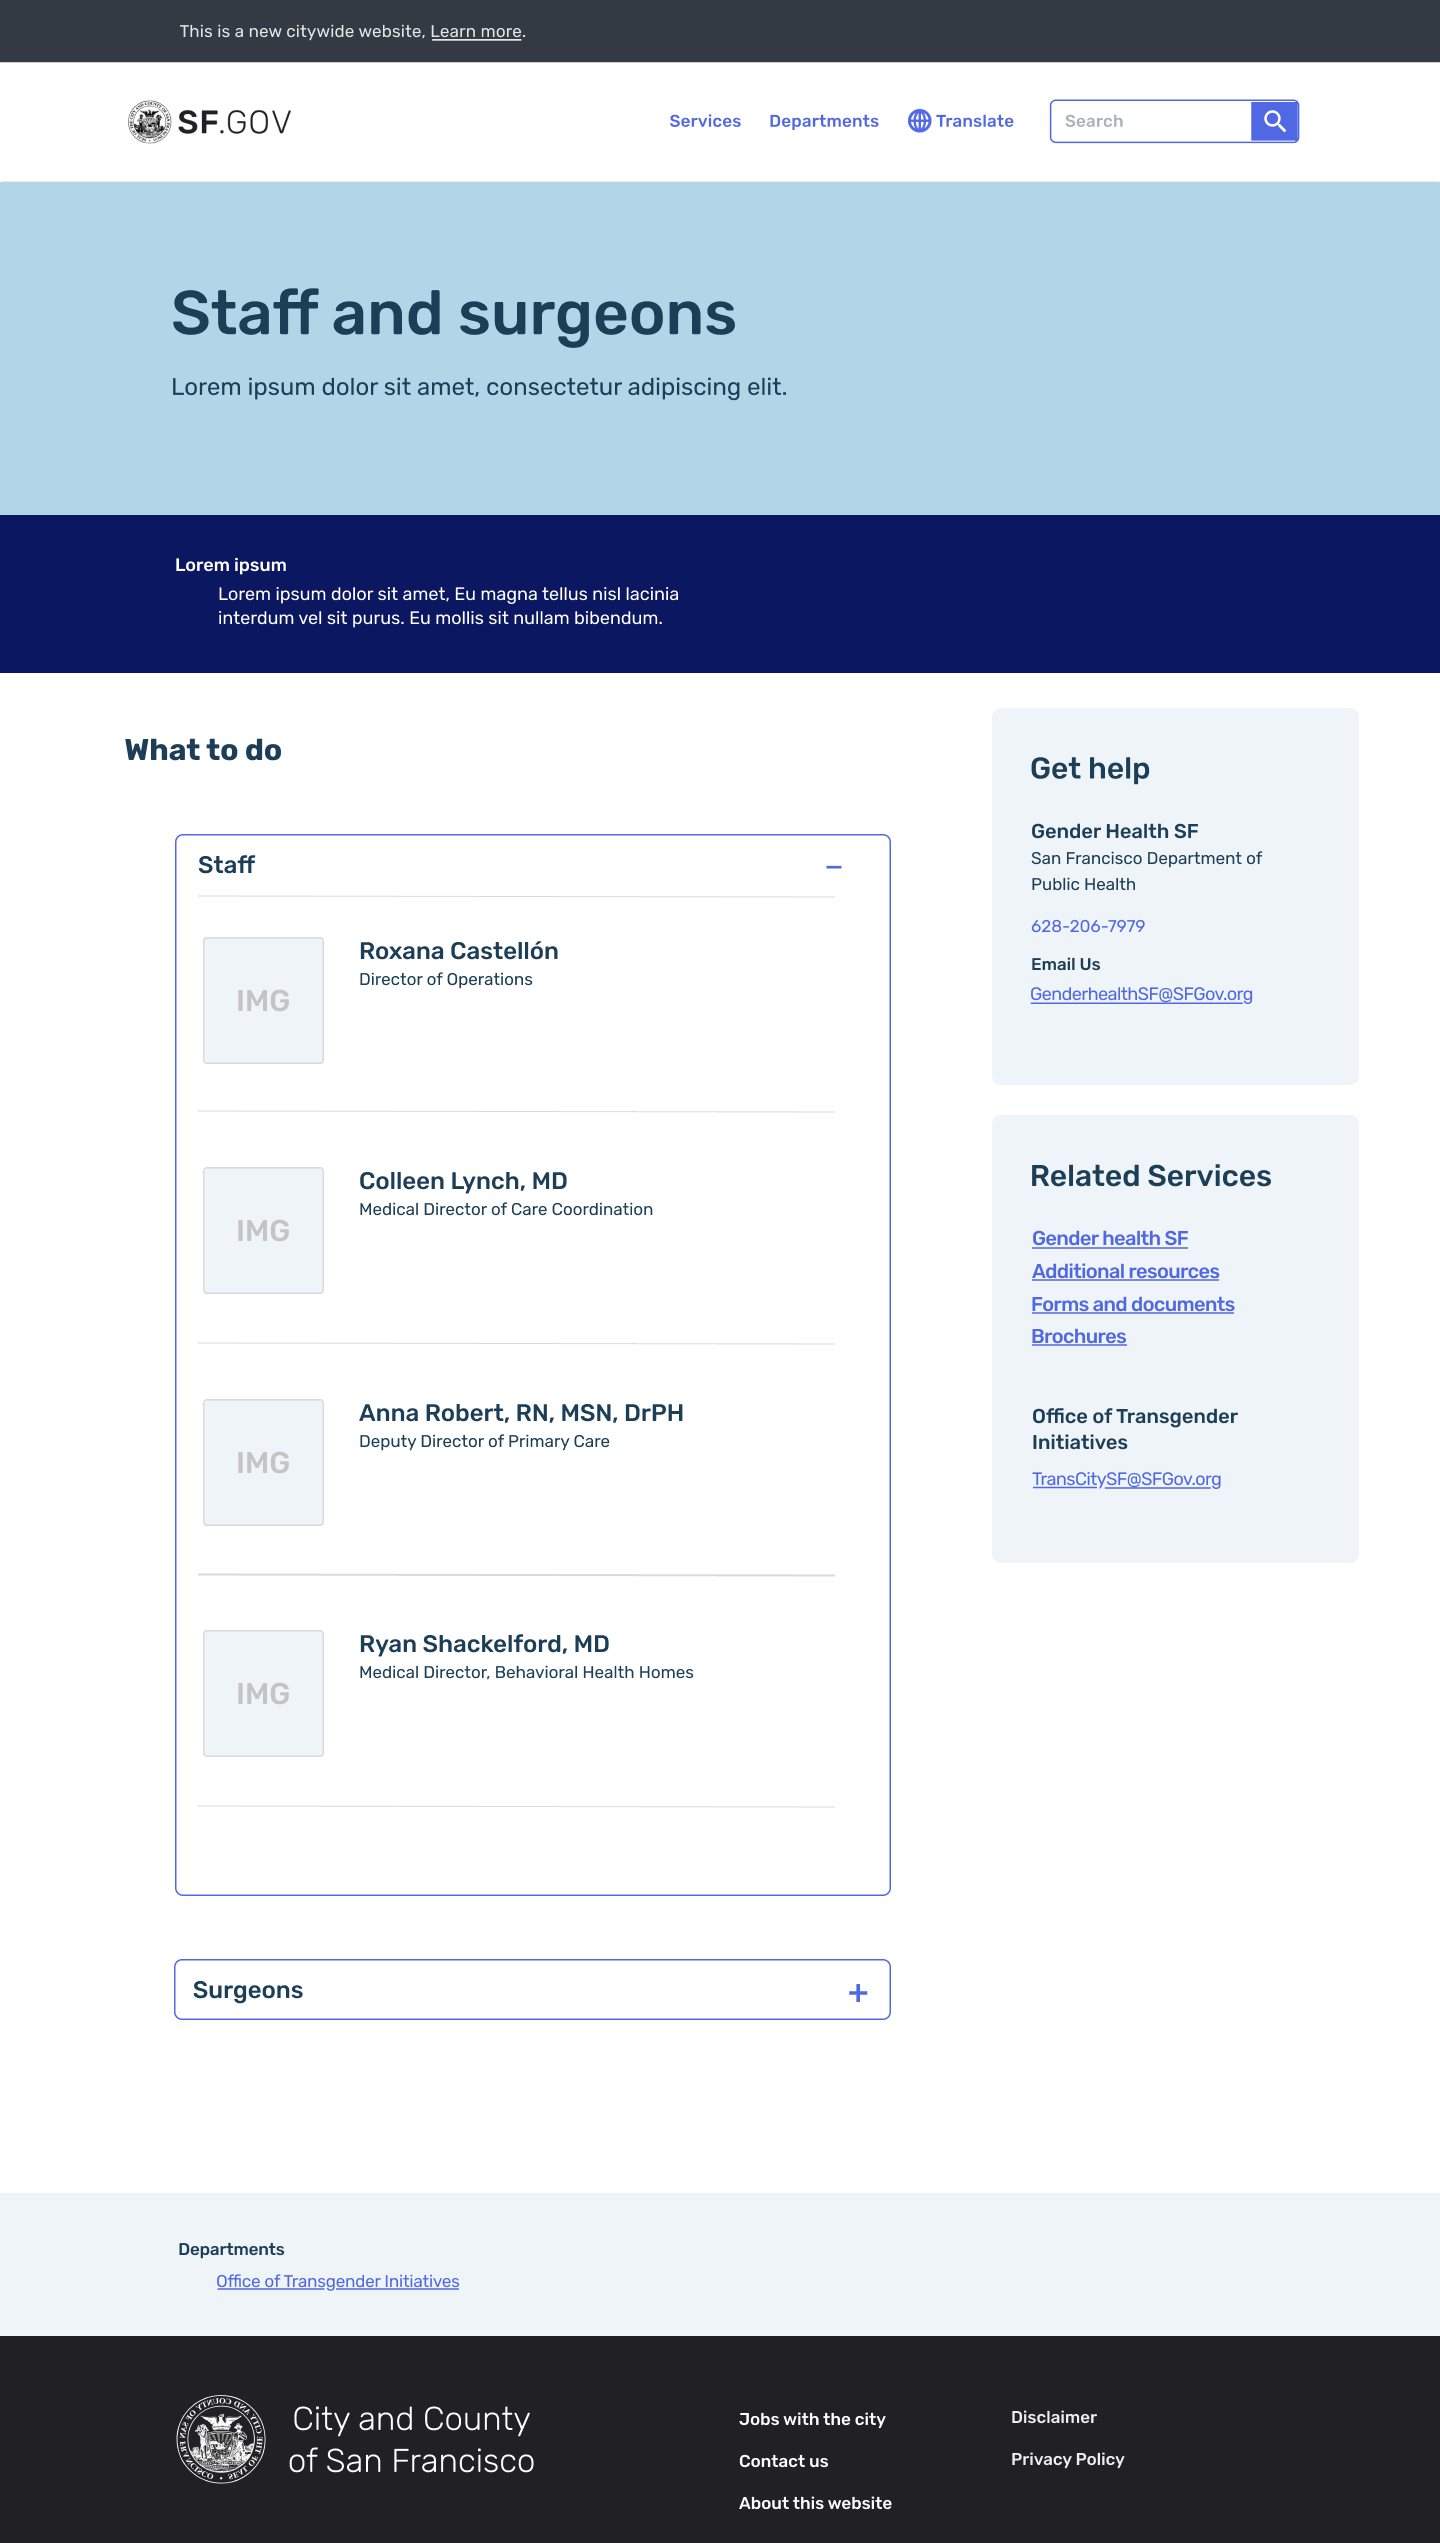 This is a new citywide website, Learn more.
SF.GOV
Services
Departments
Translate
Search
Staff and surgeons
Lorem ipsum dolor sit amet, consectetur adipiscing elit.
Lorem ipsum
Lorem ipsum dolor sit amet, Eu magna tellus nisl lacinia
interdum vel sit purus. Eu mollis sit nullam bibendum.
What to do
Staff
IMG
Roxana Castellón
Director of Operations
IMG
Colleen Lynch, MD
Medical Director of Care Coordination
IMG
Anna Robert, RN, MSN, DrPH
Deputy Director of Primary Care
IMG
Ryan Shackelford, MD
Medical Director, Behavioral Health Homes
Surgeons
Get help
Gender Health SF
San Francisco Department of
Public Health
628-206-7979
Email Us
GenderhealthSF@SFGov.org
Related Services
Gender health SF
Additional resources
Forms and documents
Brochures
Office of Transgender
Initiatives
TransCitySF@SFGov.org
Departments
Office of Transgender Initiatives
City and County
of San Francisco
Jobs with the city
Contact us
About this website
Disclaimer
Privacy Policy